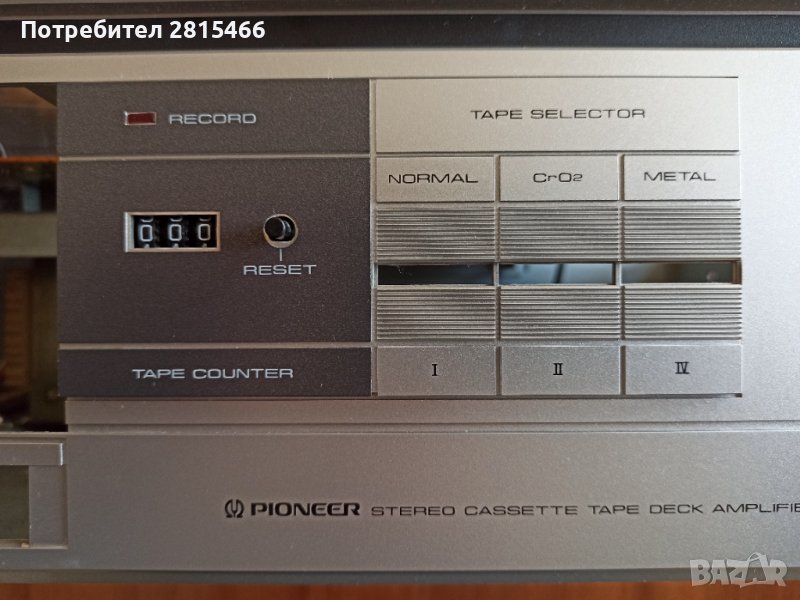 Потребител 2815466
RECORD
TAPE SELECTOR
NORMAL
CrO2
METAL
000
RESET
TAPE COUNTER
I
II
IV
PIONEER STEREO CASSETTE TAPE DECK AMPLIFIE
BAZAR